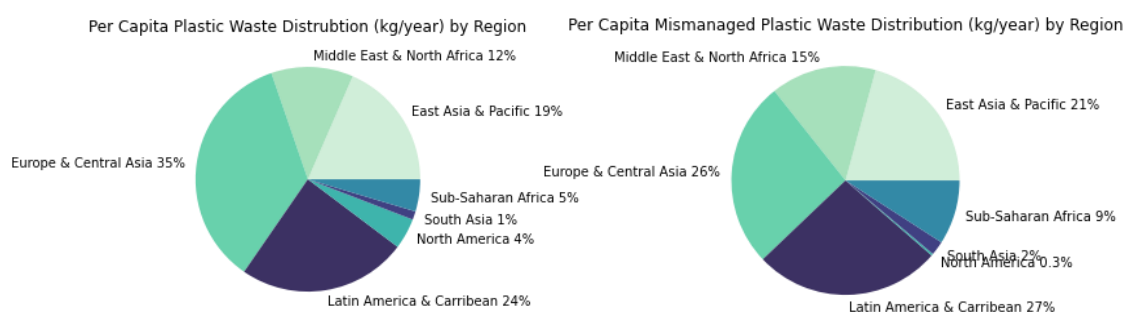 Per Capita Plastic Waste Distrubtion (kg/year) by Region
Middle East & North Africa 12%
East Asia & Pacific 19%
Europe & Central Asia 35%
Sub-Saharan Africa 5%
South Asia 1%
North America 4%
Latin America & Carribean 24%
Per Capita Mismanaged Plastic Waste Distribution (kg/year) by Region
Middle East & North Africa 15%
East Asia & Pacific 21%
Europe & Central Asia 26%
Sub-Saharan Africa 9%
South Asia 2%
North America 0.3%
Latin America & Carribean 27%